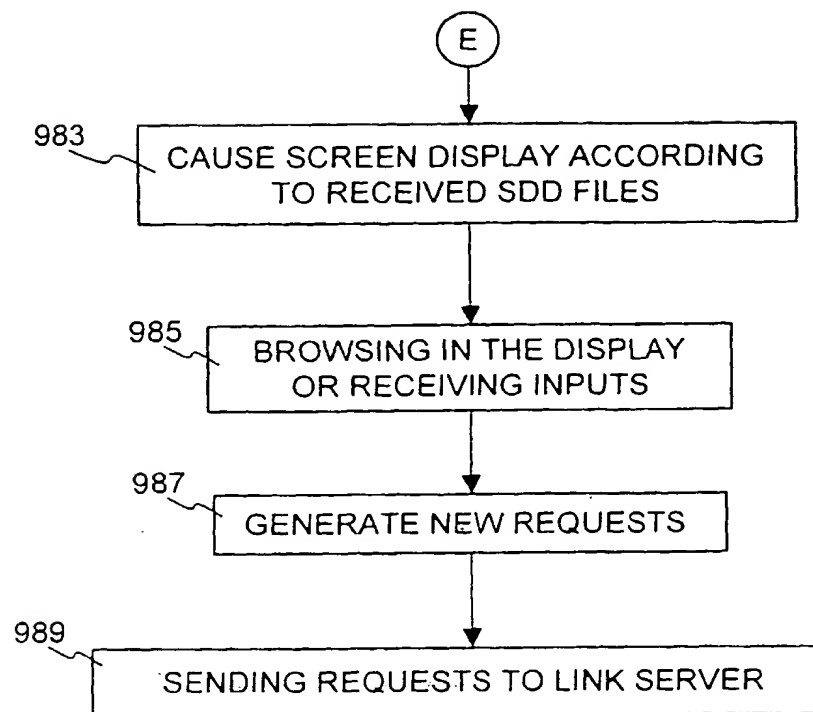 E
983
CAUSE SCREEN DISPLAY ACCORDING
TO RECEIVED SDD FILES
985
BROWSING IN THE DISPLAY
OR RECEIVING INPUTS
987
GENERATE NEW REQUESTS
989
SENDING REQUESTS TO LINK SERVER